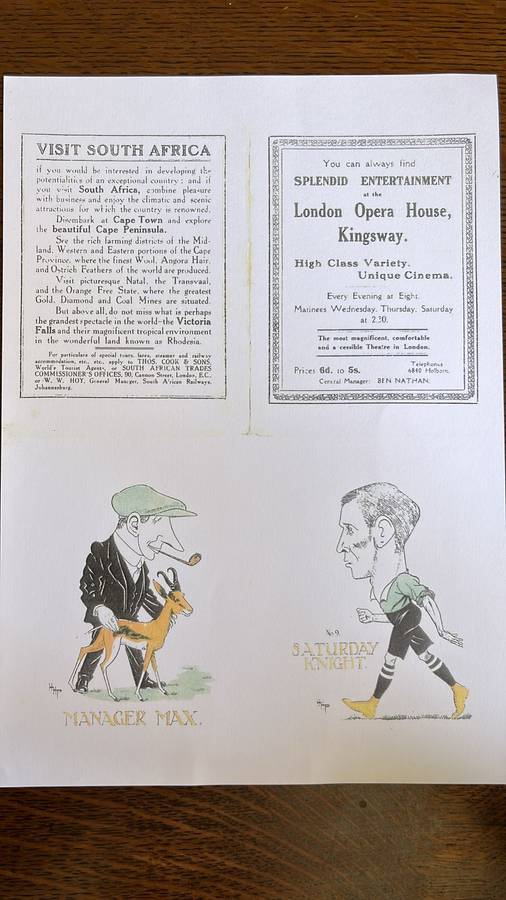 VISIT SOUTH AFRICA
if you would be interested in developing the
potentialities of an exceptional country; and if
you visit South Africa, combine pleasure
with business and enjoy the climatic and scenic
attractions for which the country is renowned.
Disembark at Cape Town and explore
the beautiful Cape Peninsula.
See the rich farming districts of the Mid-
land, Western and Eastern portions of the Cape
Province, where the finest Wool, Angora Hair,
and Ostrich Feathers of the world are produced.
Visit picturesque Natal, the Transvaal,
and the Orange Free State, where the greatest
Gold, Diamond and Coal Mines are situated.
But above all, do not miss what is perhaps
the grandest spectacle in the world—the Victoria
Falls and their magnificent tropical environment
in the wonderful land known as Rhodesia.
For particulars of special tours, fares, steamer and railway
accommodation, etc., etc., apply to THOS. COOK & SONS,
World's Tourist Agents, or SOUTH AFRICAN TRADES
COMMISSIONER'S OFFICES, 90, Cannon Street, London, E.C.,
or W. W. HOY, General Manager, South African Railways,
Johannesburg.
You can always find
SPLENDID ENTERTAINMENT
at the
London Opera House,
Kingsway.
High Class Variety.
Unique Cinema.
Every Evening at Eight.
Matinees Wednesday, Thursday, Saturday
at 2.30.
The most magnificent, comfortable
and accessible Theatre in London.
Prices 6d. to 5s.
Telephones
6840 Holborn.
General Manager: BEN NATHAN.
MANAGER MAX.
No 9.
SATURDAY
KNIGHT.